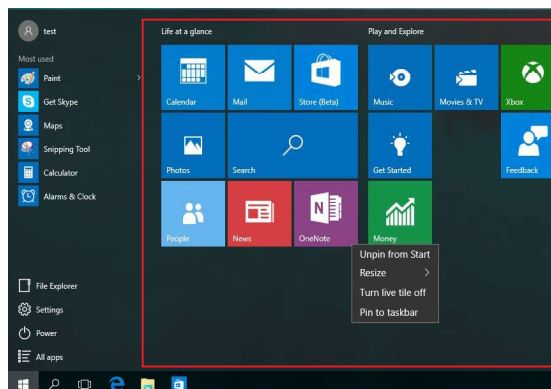 test
Most used
Paint
Get Skype
Maps
Snipping Tool
Calculator
Alarms & Clock
File Explorer
Settings
Power
All apps
Life at a glance
Play and Explore
Calendar
Mail
Store (Beta)
Music
Movies & TV
Xbox
Photos
Search
Get Started
Feedback
People
News
OneNote
Money
Unpin from Start
Resize
Turn live tile off
Pin to taskbar